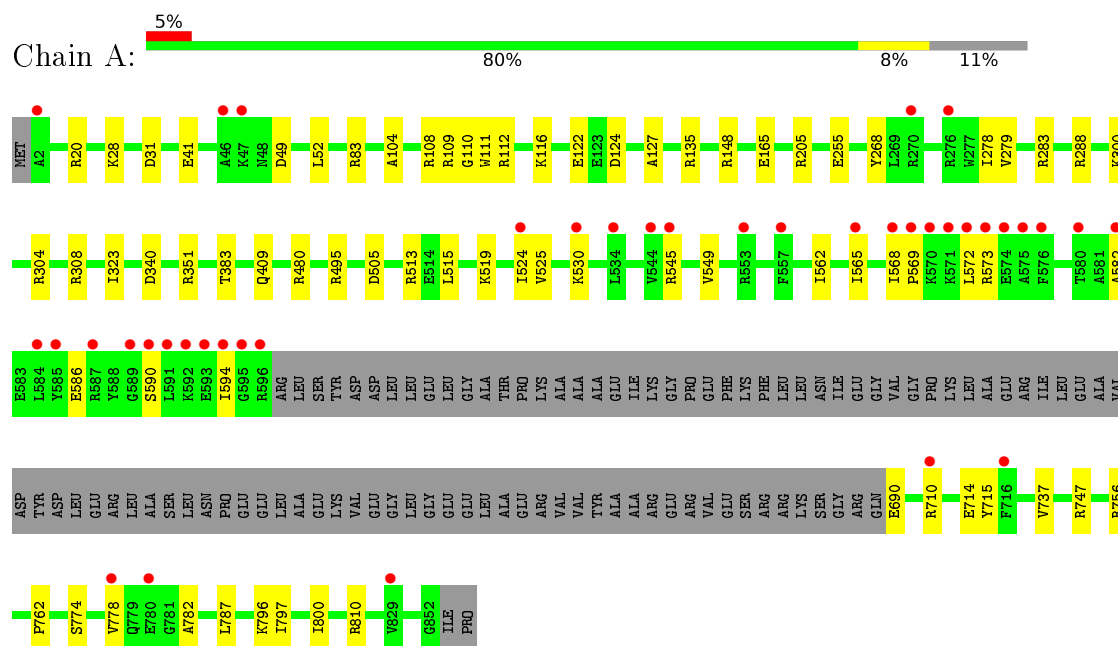 5%
Chain A:
80% 8% 11%
MET A2 R20 K28 D31 E41 A46 K47 N48 D49 L52 R83 A104 R108 R109 G110 W111 R112 K116 E122 E123 D124 A127 R135 R148 E165 R205 E255 Y268 L269 R270 R276 W277 I278 V279 R283 R288 K300
R304 R308 I323 D340 R351 T383 Q409 R480 R495 D505 R513 E514 L515 K519 I524 V525 K530 L534 V544 R545 V549 R553 F557 I562 I565 I568 P569 K570 K571 L572 R573 E574 A575 F576 T580 A581 A582
E583 L584 Y585 E586 R587 Y588 G589 S590 L591 K592 E593 I594 G595 R596 ARG LEU SER TYR ASP ASP LEU LEU GLU LEU GLY ALA THR PRO LYS ALA ALA ALA GLU ILE LYS GLY PRO GLU PHE LYS PHE LEU LEU ASN ILE GLU GLY VAL GLY PRO LYS LEU ALA GLU ARG ILE LEU GLU ALA VAL
ASP TYR ASP LEU GLU ARG LEU ALA SER LEU ASN PRO GLU GLU LEU ALA GLU LYS VAL GLU GLY LEU GLY GLU GLU LEU ALA GLU ARG VAL VAL TYR ALA ALA ARG GLU ARG VAL GLU SER ARG ARG LYS SER GLY ARG GLN E690 R710 E714 Y715 F716 V737 R747 R756
P762 S774 V778 Q779 E780 G781 A782 L787 K796 I797 I800 R810 V829 G852 ILE PRO